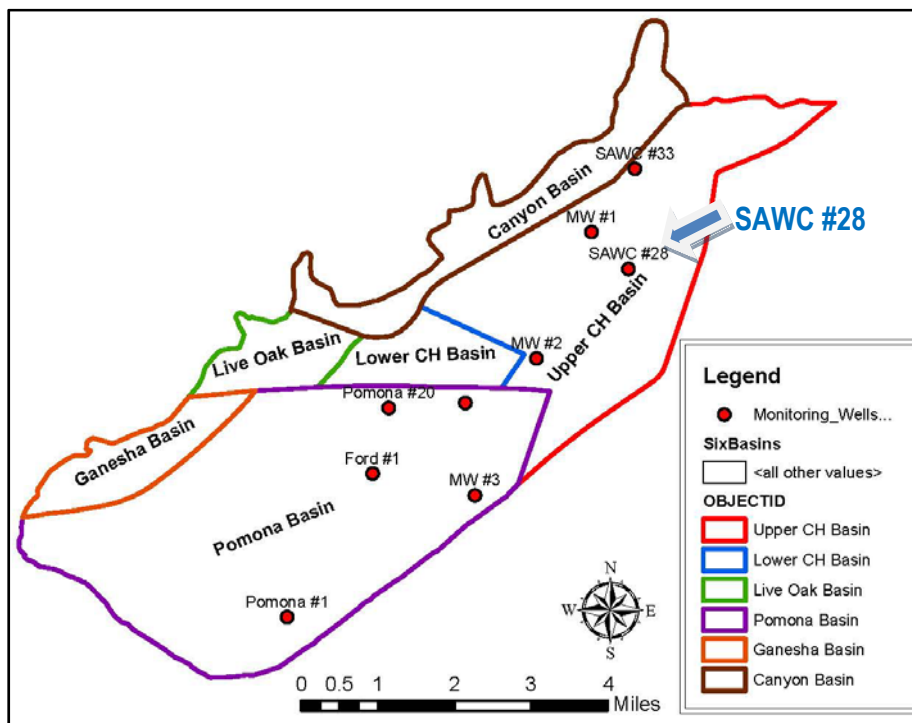 SAWC #33
Canyon Basin
MW #1
SAWC #28
SAWC #28
Upper CH Basin
Live Oak Basin
Lower CH Basin
MW #2
Pomona #20
Ganesha Basin
Ford #1
MW #3
Pomona Basin
Pomona #1
N
W E
S
0 0.5 1 2 3 4
Miles
Legend
Monitoring_Wells...
SixBasins
<all other values>
OBJECTID
Upper CH Basin
Lower CH Basin
Live Oak Basin
Pomona Basin
Ganesha Basin
Canyon Basin